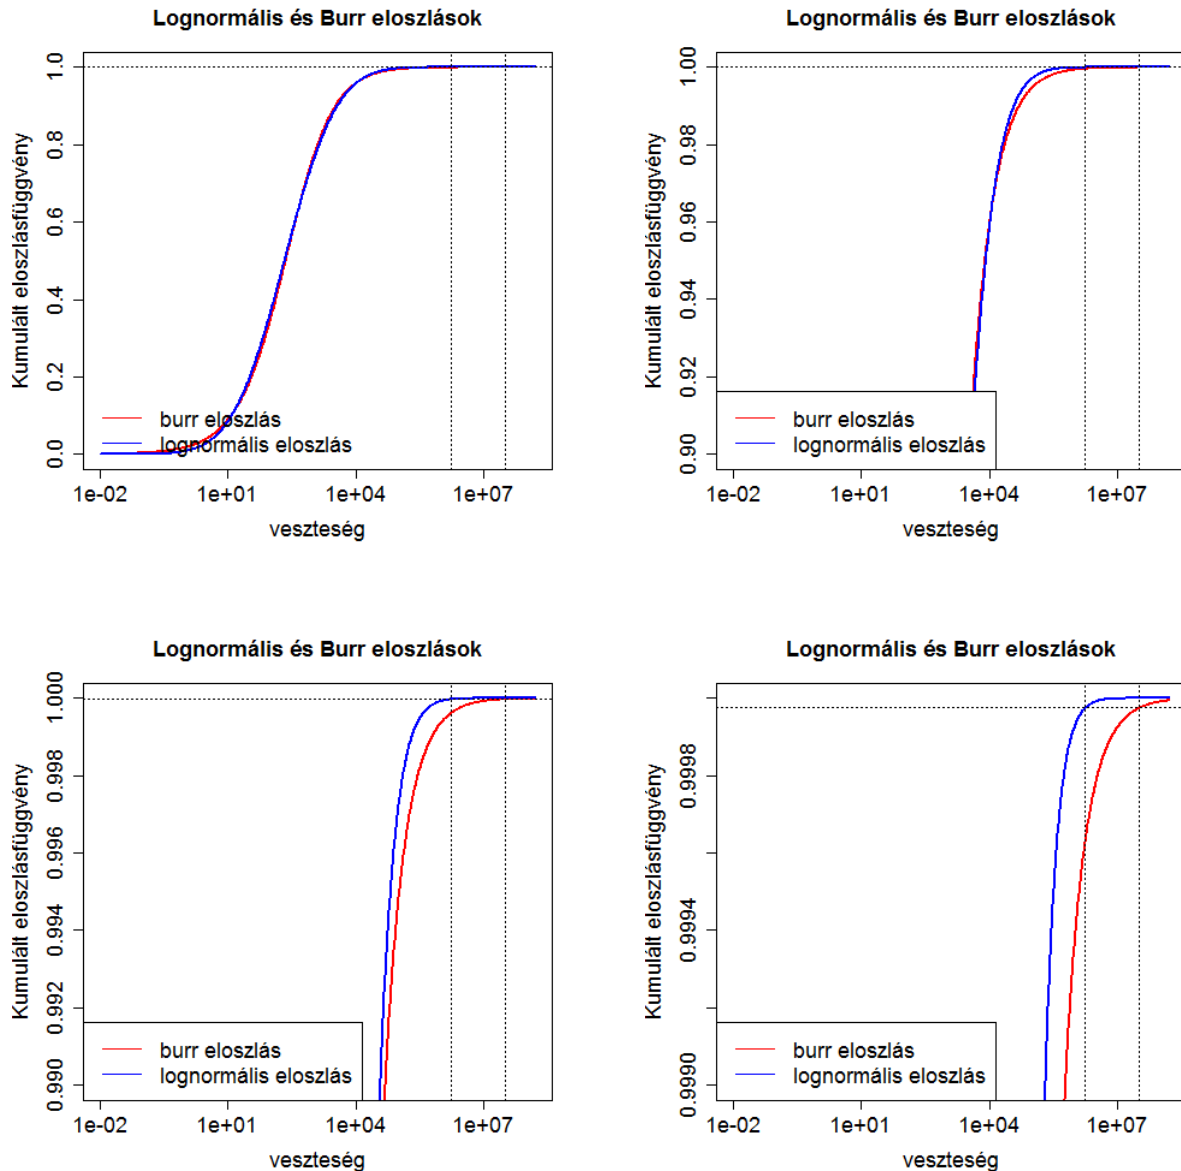 Lognormális és Burr eloszlások
Kumulált eloszlásfüggvény
1.0
0.8
0.6
0.4
0.2
0.0
burr eloszlás
lognormális eloszlás
1e-02 1e+01 1e+04 1e+07
veszteség
Lognormális és Burr eloszlások
Kumulált eloszlásfüggvény
1.00
0.98
0.96
0.94
0.92
0.90
burr eloszlás
lognormális eloszlás
1e-02 1e+01 1e+04 1e+07
veszteség
Lognormális és Burr eloszlások
Kumulált eloszlásfüggvény
1.000
0.998
0.996
0.994
0.992
0.990
burr eloszlás
lognormális eloszlás
1e-02 1e+01 1e+04 1e+07
veszteség
Lognormális és Burr eloszlások
Kumulált eloszlásfüggvény
0.9998
0.9994
0.9990
burr eloszlás
lognormális eloszlás
1e-02 1e+01 1e+04 1e+07
veszteség